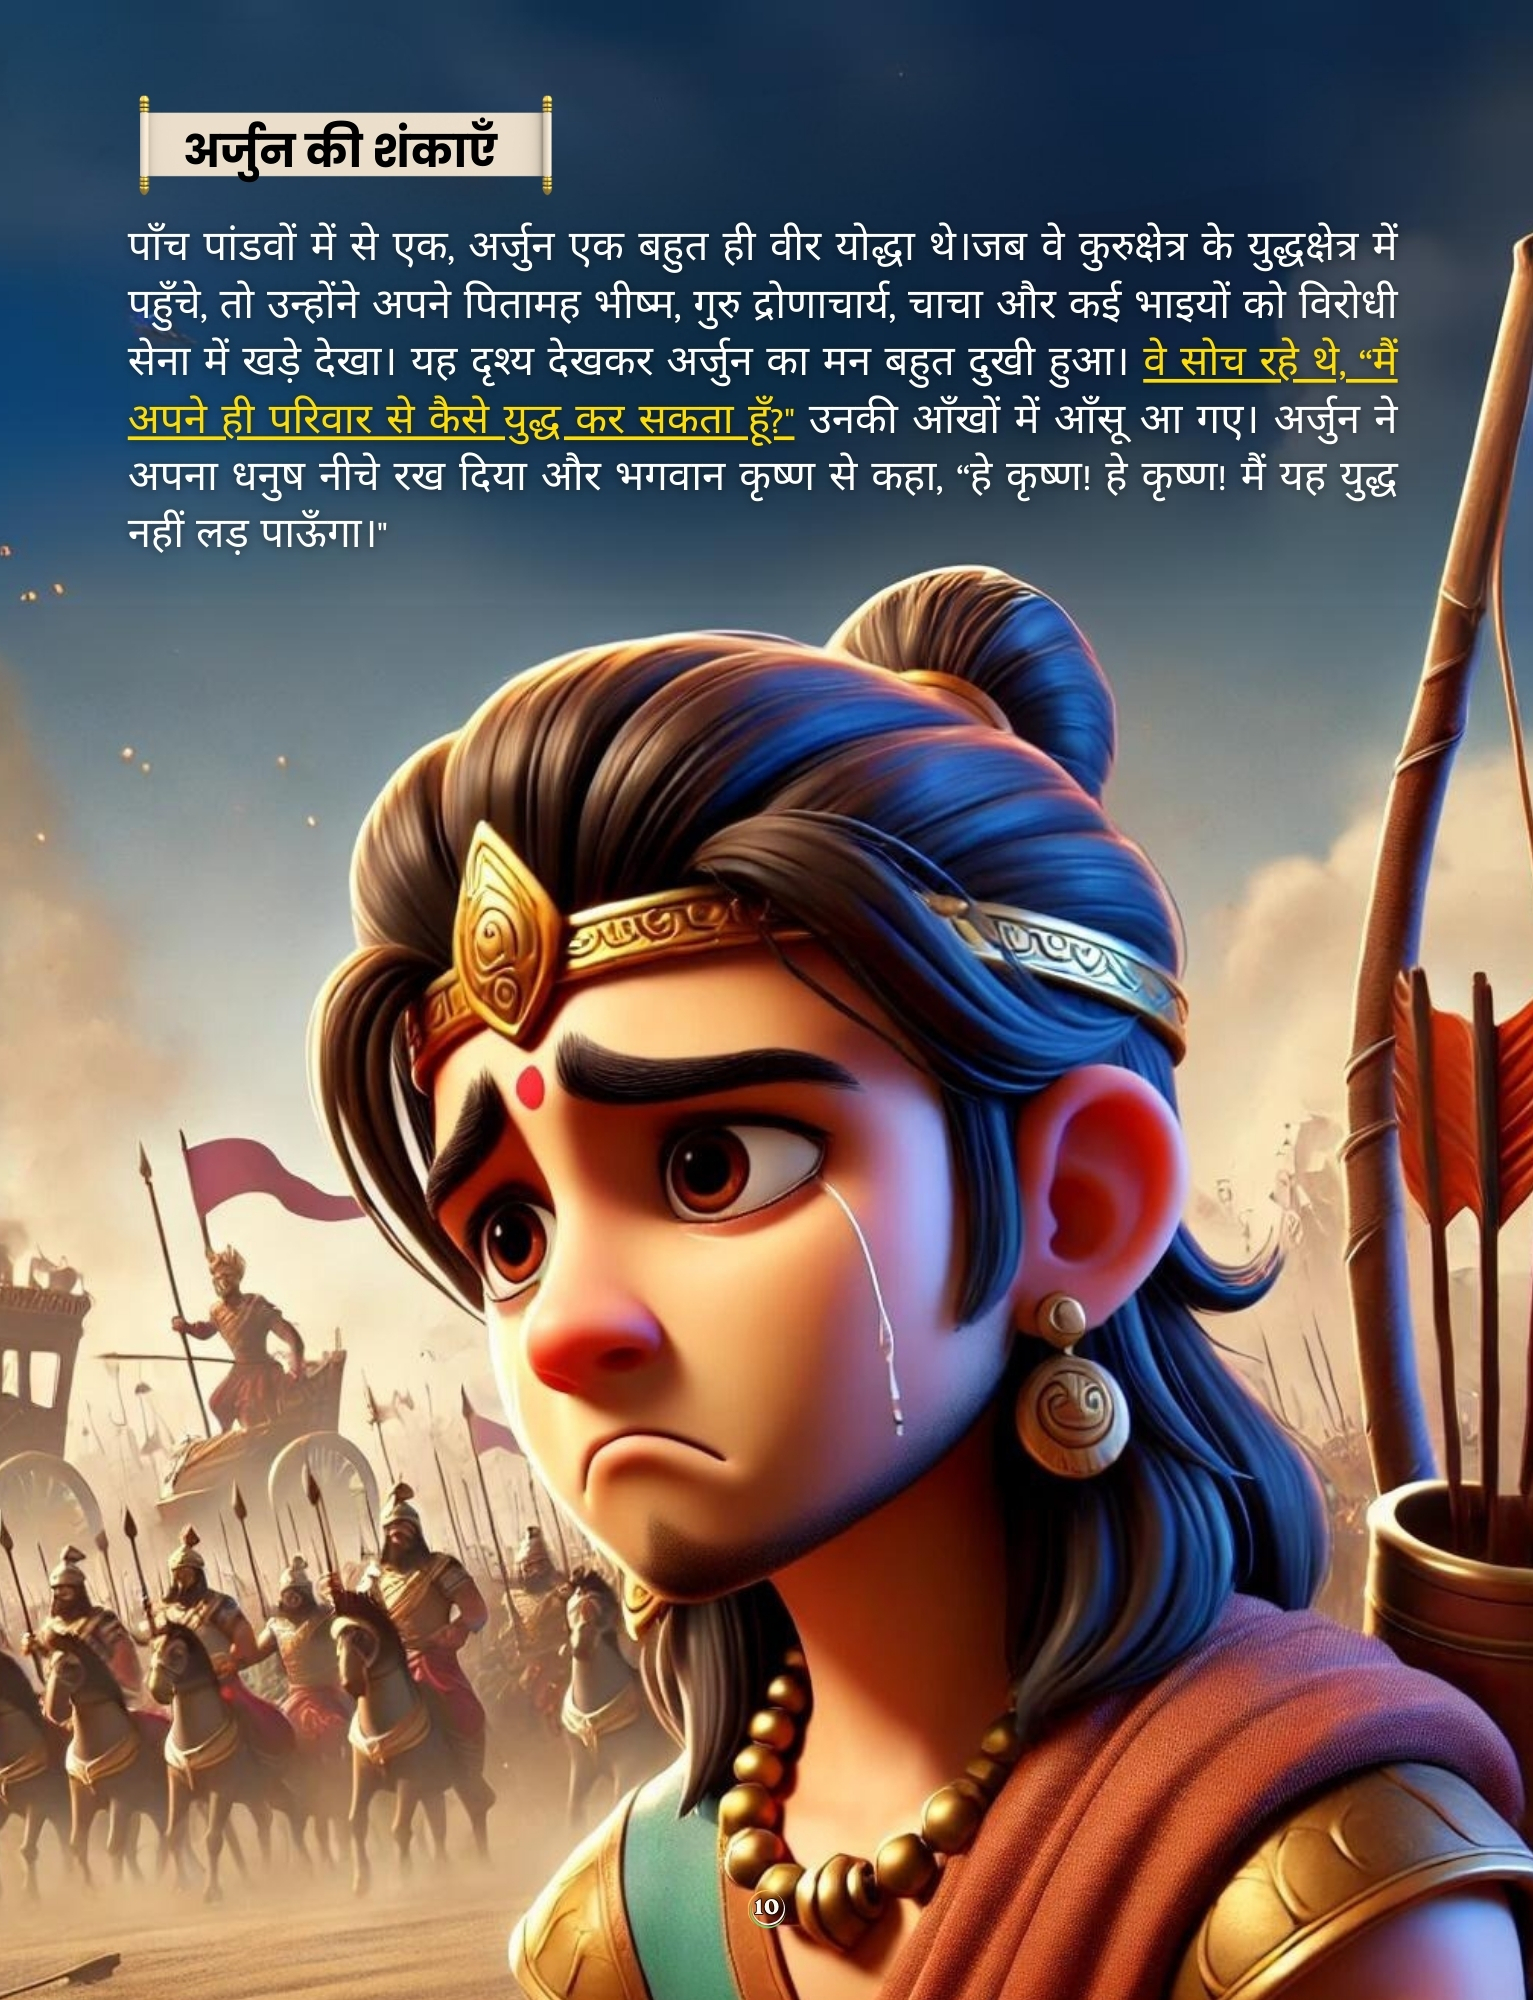 अर्जुन की शंकाएँ
पाँच पांडवों में से एक, अर्जुन एक बहुत ही वीर योद्धा थे।जब वे कुरुक्षेत्र के युद्धक्षेत्र में
पहुँचे, तो उन्होंने अपने पितामह भीष्म, गुरु द्रोणाचार्य, चाचा और कई भाइयों को विरोधी
सेना में खड़े देखा। यह दृश्य देखकर अर्जुन का मन बहुत दुखी हुआ। वे सोच रहे थे, “मैं
अपने ही परिवार से कैसे युद्ध कर सकता हूँ?" उनकी आँखों में आँसू आ गए। अर्जुन ने
अपना धनुष नीचे रख दिया और भगवान कृष्ण से कहा, “हे कृष्ण! हे कृष्ण! मैं यह युद्ध
नहीं लड़ पाऊँगा।"
10